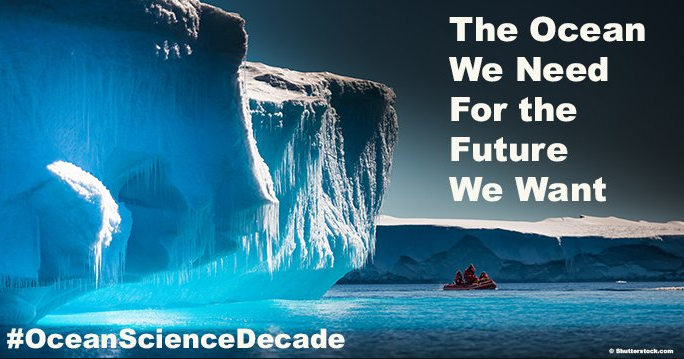 The Ocean
We Need
For the
Future
We Want
#OceanScienceDecade
© Shutterstock.com